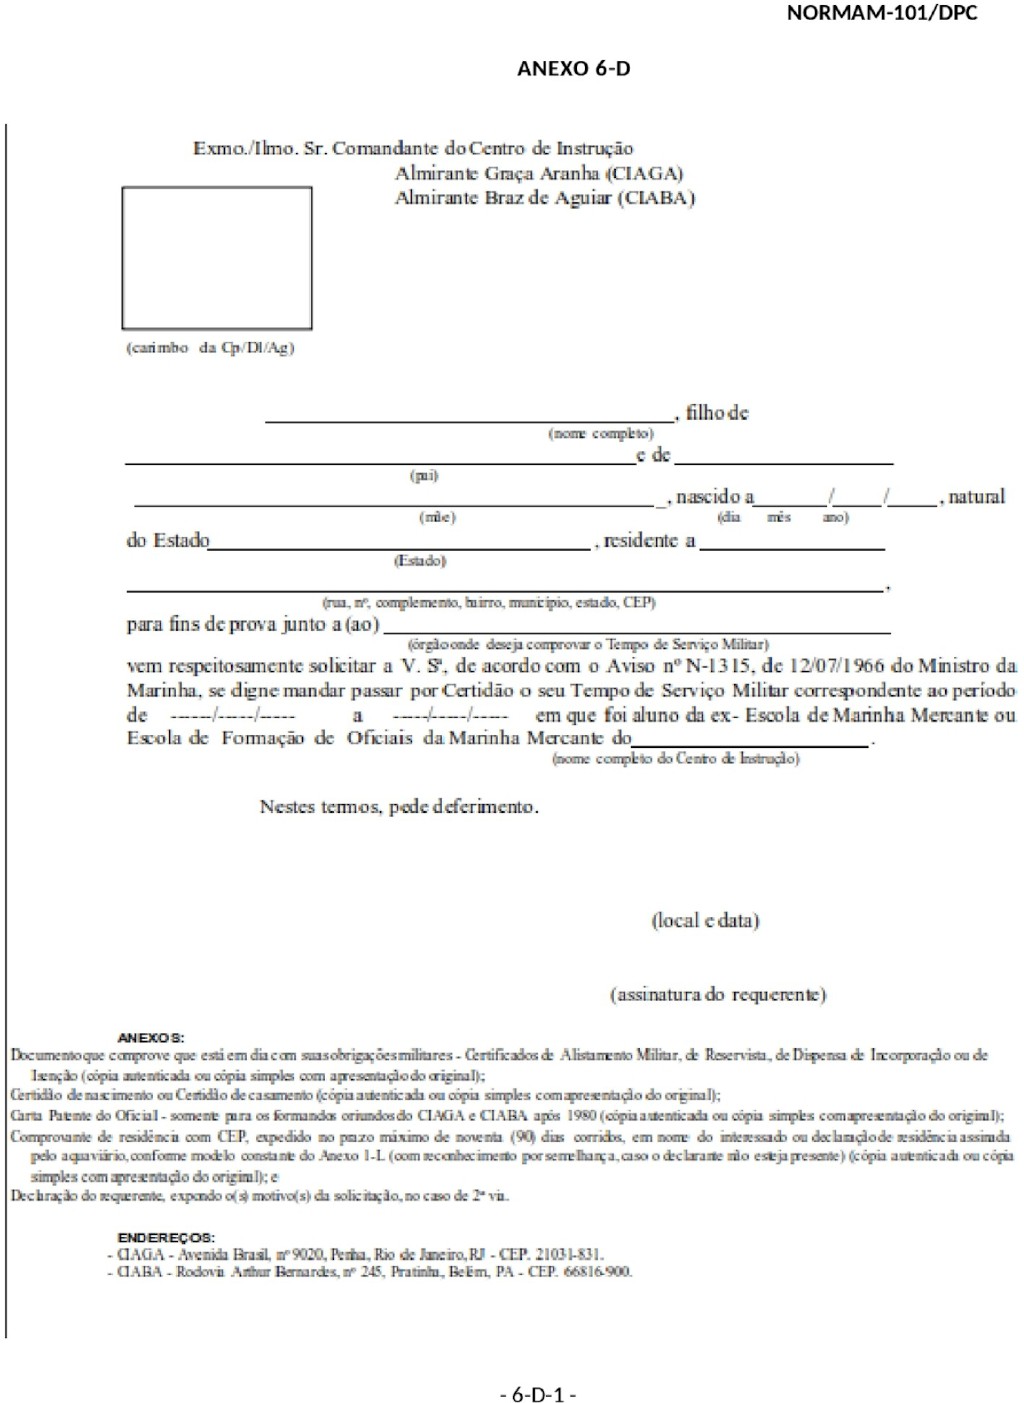 NORMAM-101/DPC
ANEXO 6-D
Exmo./Ilmo. Sr. Comandante do Centro de Instrução
Almirante Graça Aranha (CIAGA)
Almirante Braz de Aguiar (CIABA)
(carimbo da Cp/Dl/Ag)
____________________, filho de
(nome completo)
____________________ e de ____________________
(pai)
____________________, nascido a______/_____/_____, natural
(mãe) (dia mês ano)
do Estado____________________, residente a ____________________
(Estado)
____________________,
(rua, nº, complemento, bairro, município, estado, CEP)
para fins de prova junto a (ao) ____________________
(órgão onde deseja comprovar o Tempo de Serviço Militar)
vem respeitosamente solicitar a V. Sª, de acordo com o Aviso nº N-1315, de 12/07/1966 do Ministro da
Marinha, se digne mandar passar por Certidão o seu Tempo de Serviço Militar correspondente ao período
de ------/-----/----- a -----/-----/----- em que foi aluno da ex- Escola de Marinha Mercante ou
Escola de Formação de Oficiais da Marinha Mercante do____________________.
(nome completo do Centro de Instrução)
Nestes termos, pede deferimento.
(local e data)
(assinatura do requerente)
ANEXOS:
Documento que comprove que está em dia com suas obrigações militares - Certificados de Alistamento Militar, de Reservista, de Dispensa de Incorporação ou de
Isenção (cópia autenticada ou cópia simples com apresentação do original);
Certidão de nascimento ou Certidão de casamento (cópia autenticada ou cópia simples com apresentação do original);
Carta Patente do Oficial - somente para os formandos oriundos do CIAGA e CIABA após 1980 (cópia autenticada ou cópia simples com apresentação do original);
Comprovante de residência com CEP, expedido no prazo máximo de noventa (90) dias corridos, em nome do interessado ou declaração de residência assinada
pelo aquaviário, conforme modelo constante do Anexo 1-L (com reconhecimento por semelhança, caso o declarante não esteja presente) (cópia autenticada ou cópia
simples com apresentação do original); e
Declaração do requerente, expondo o(s) motivo(s) da solicitação, no caso de 2ª via.
ENDEREÇOS:
- CIAGA - Avenida Brasil, nº 9020, Penha, Rio de Janeiro, RJ - CEP. 21031-831.
- CIABA - Rodovia Arthur Bernardes, nº 245, Pratinha, Belém, PA - CEP. 66816-900.
- 6-D-1 -